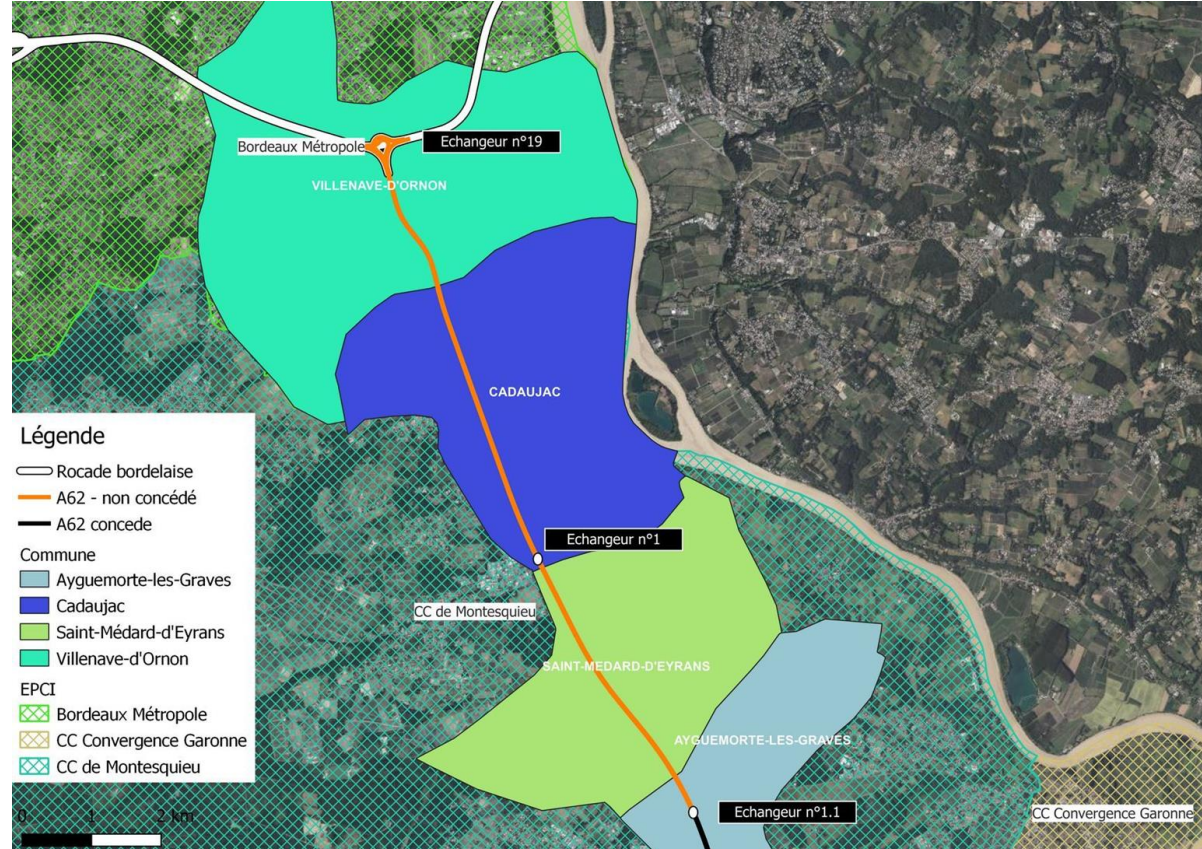 Echangeur n°19
Bordeaux Métropole
VILLENAVE-D'ORNON
CADAUJAC
Echangeur n°1
CC de Montesquieu
SAINT-MEDARD-D'EYRANS
AYGUEMORTE-LES-GRAVES
Echangeur n°1.1
CC Convergence Garonne
Légende
Rocade bordelaise
A62 - non concédé
A62 concede
Commune
Ayguemorte-les-Graves
Cadaujac
Saint-Médard-d'Eyrans
Villenave-d'Ornon
EPCI
Bordeaux Métropole
CC Convergence Garonne
CC de Montesquieu
0 1 2 km